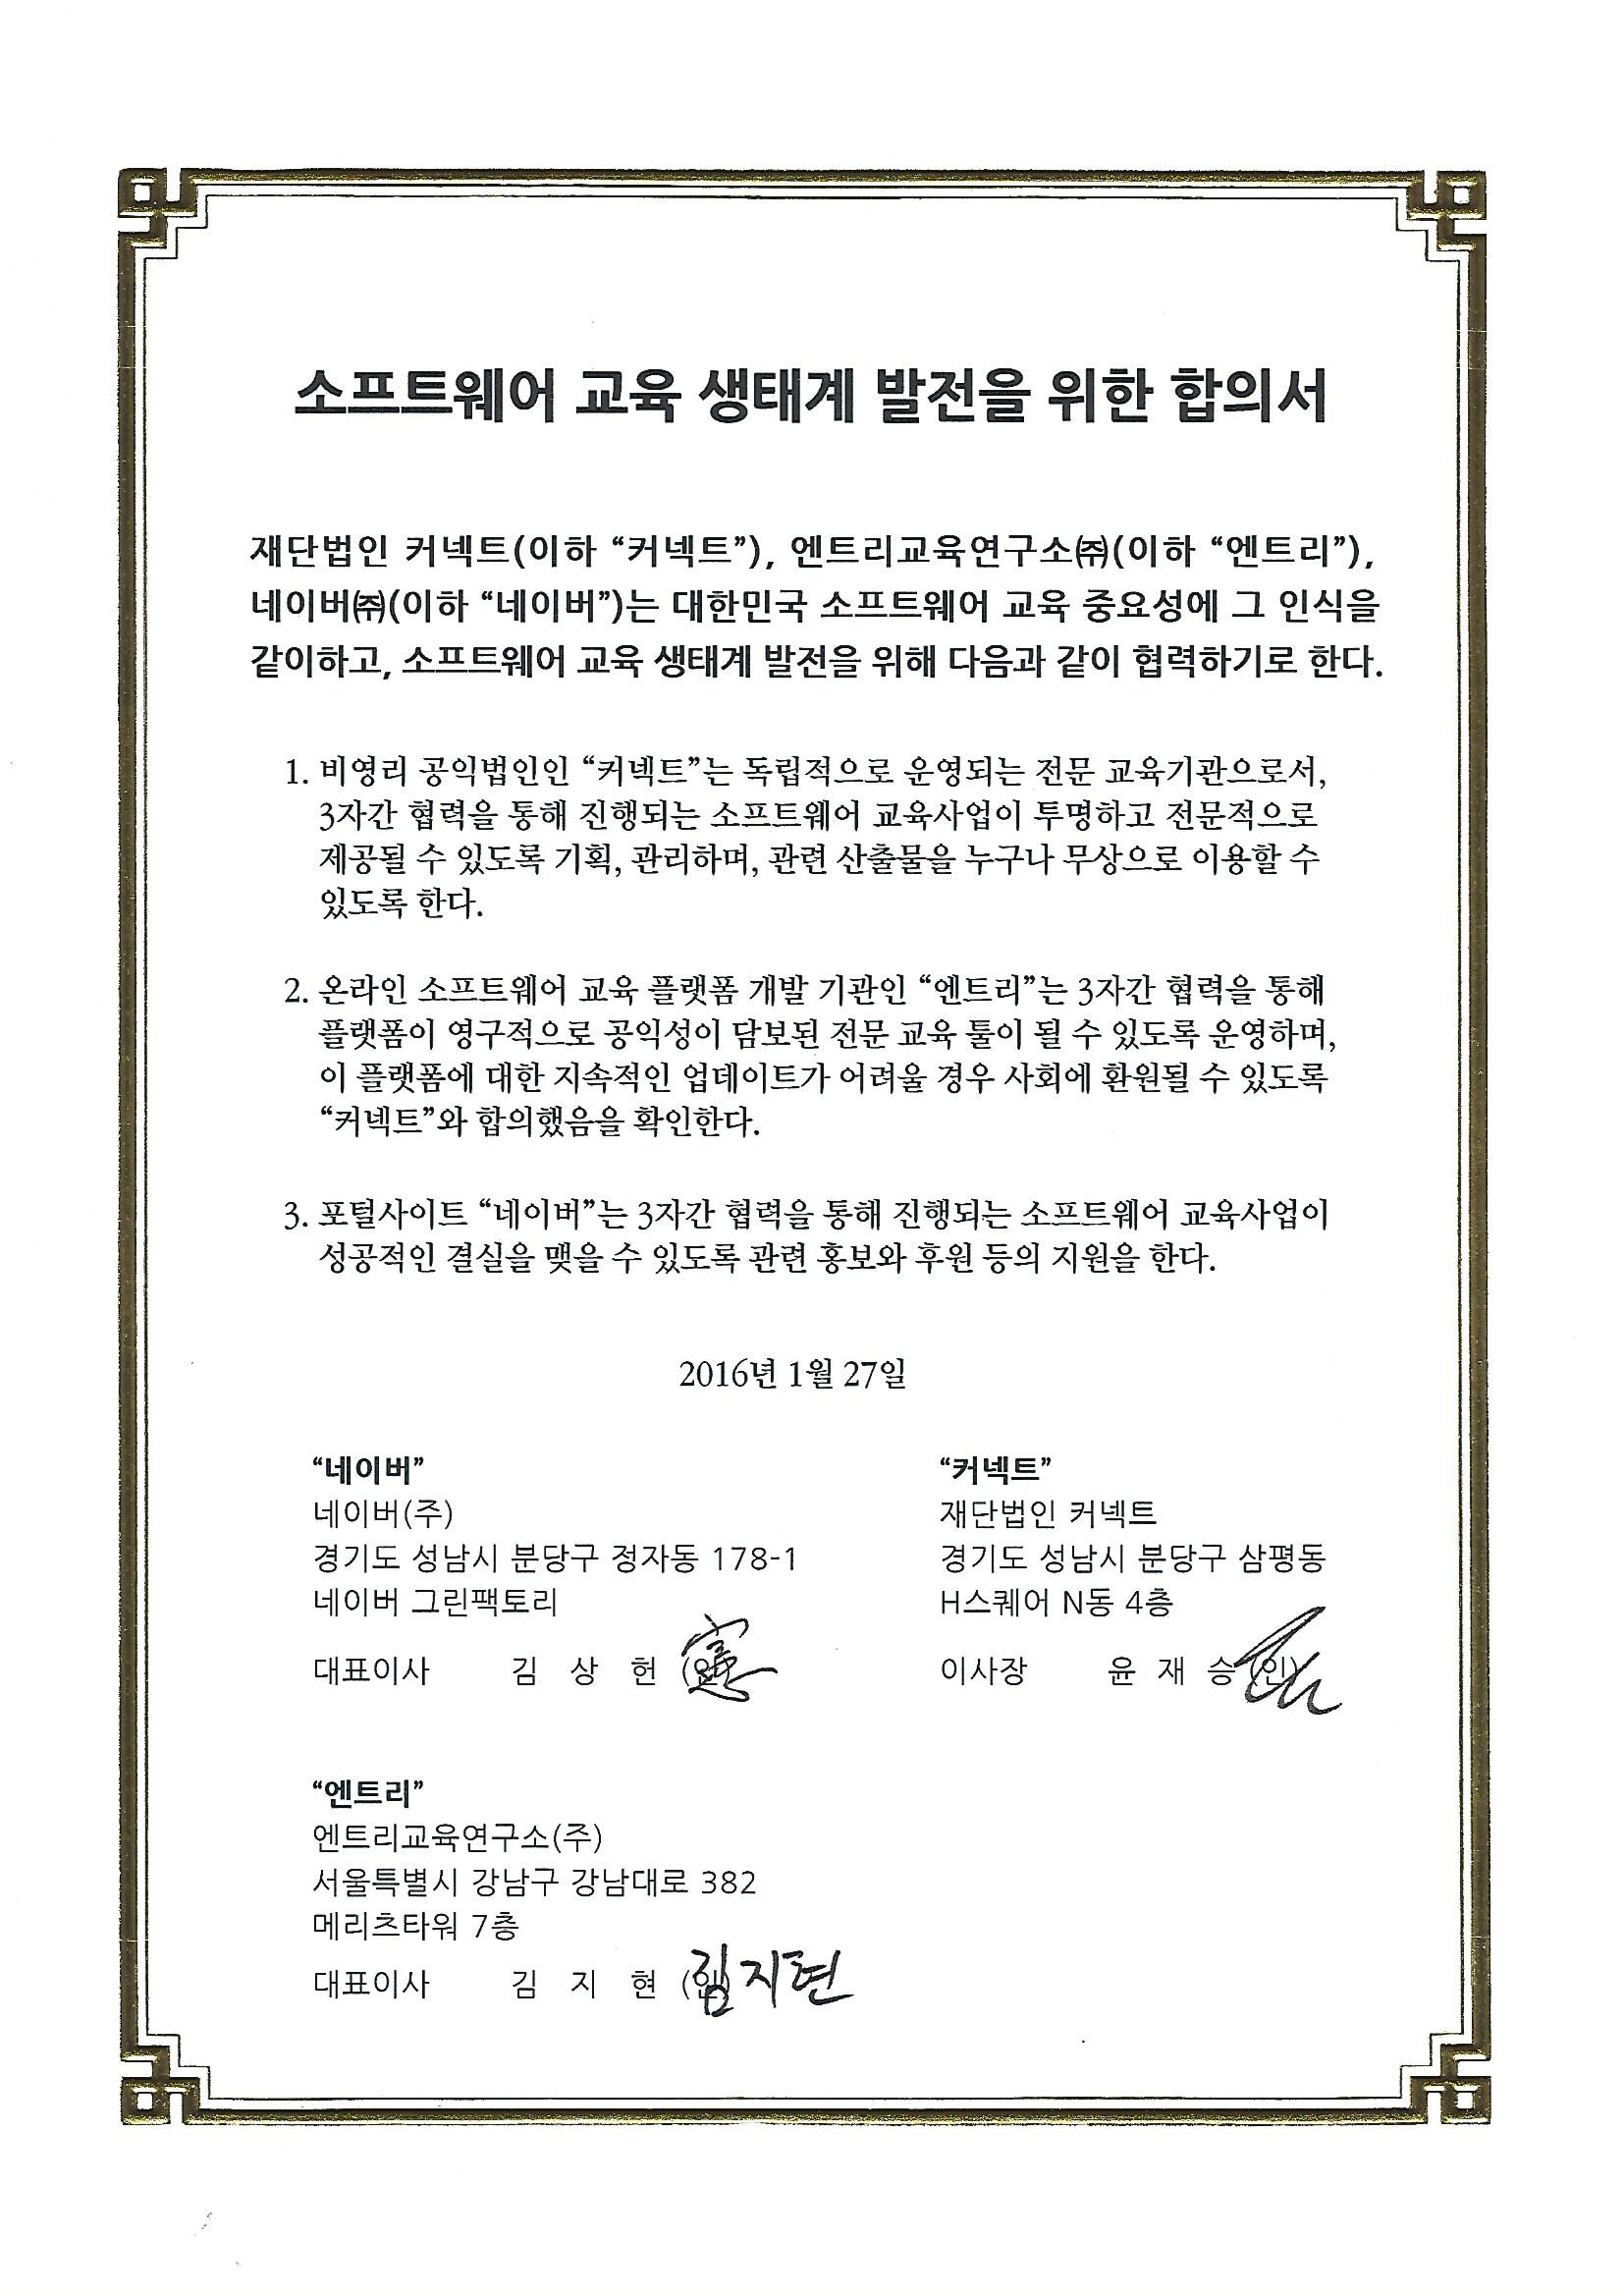 소프트웨어 교육 생태계 발전을 위한 합의서
재단법인 커넥트(이하 “커넥트”), 엔트리교육연구소㈜(이하 “엔트리”),
네이버㈜(이하 “네이버”)는 대한민국 소프트웨어 교육 중요성에 그 인식을
같이하고, 소프트웨어 교육 생태계 발전을 위해 다음과 같이 협력하기로 한다.
1. 비영리 공익법인인 “커넥트”는 독립적으로 운영되는 전문 교육기관으로서,
3자간 협력을 통해 진행되는 소프트웨어 교육사업이 투명하고 전문적으로
제공될 수 있도록 기획, 관리하며, 관련 산출물을 누구나 무상으로 이용할 수
있도록 한다.
2. 온라인 소프트웨어 교육 플랫폼 개발 기관인 “엔트리”는 3자간 협력을 통해
플랫폼이 영구적으로 공익성이 담보된 전문 교육 툴이 될 수 있도록 운영하며,
이 플랫폼에 대한 지속적인 업데이트가 어려울 경우 사회에 환원될 수 있도록
“커넥트”와 합의했음을 확인한다.
3. 포털사이트 “네이버”는 3자간 협력을 통해 진행되는 소프트웨어 교육사업이
성공적인 결실을 맺을 수 있도록 관련 홍보와 후원 등의 지원을 한다.
2016년 1월 27일
“네이버”
네이버(주)
경기도 성남시 분당구 정자동 178-1
네이버 그린팩토리
대표이사 김 상 헌 (인) 憲
“커넥트”
재단법인 커넥트
경기도 성남시 분당구 삼평동
H스퀘어 N동 4층
이사장 윤 재 승 (인)
“엔트리”
엔트리교육연구소(주)
서울특별시 강남구 강남대로 382
메리츠타워 7층
대표이사 김 지 현 (인) 김지현